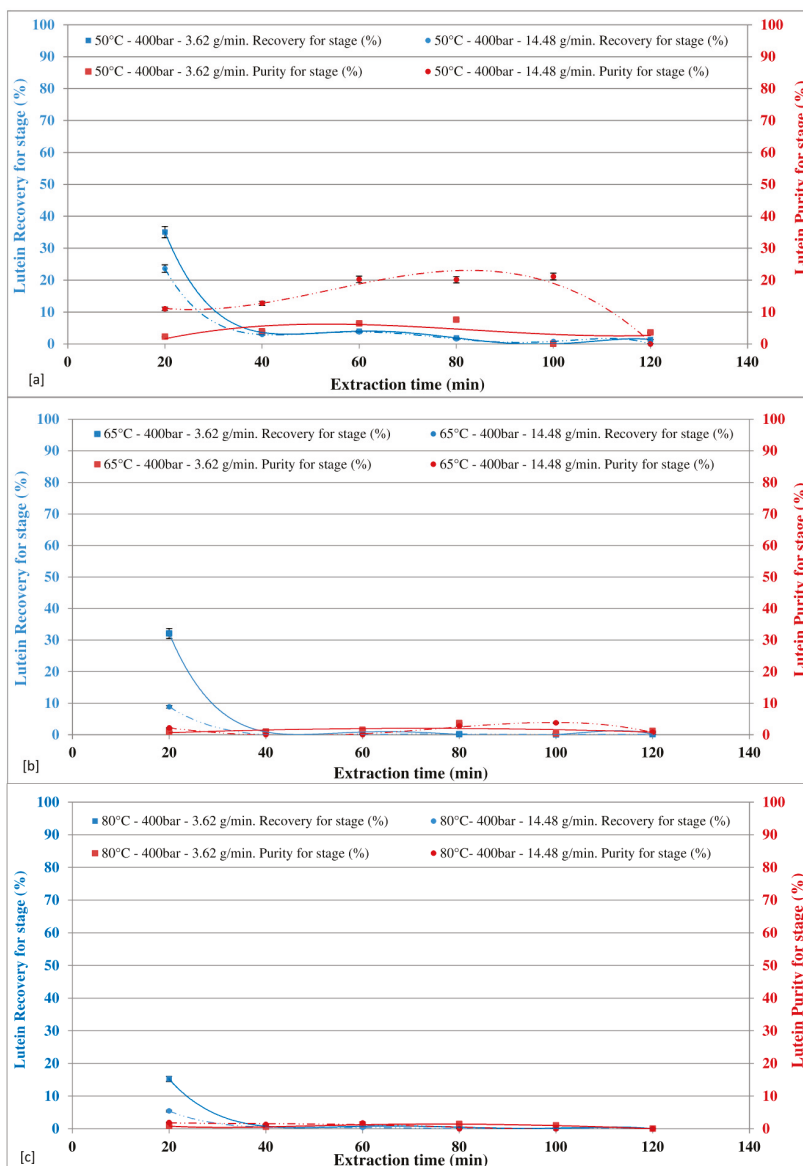 50°C - 400bar - 3.62 g/min. Recovery for stage (%)
50°C - 400bar - 14.48 g/min. Recovery for stage (%)
50°C - 400bar - 3.62 g/min. Purity for stage (%)
50°C - 400bar - 14.48 g/min. Purity for stage (%)
Lutein Recovery for stage (%)
Lutein Purity for stage (%)
100
90
80
70
60
50
40
30
20
10
0
100
90
80
70
60
50
40
30
20
10
0
0 20 40 60 80 100 120 140
Extraction time (min)
[a]
65°C - 400bar - 3.62 g/min. Recovery for stage (%)
65°C - 400bar - 14.48 g/min. Recovery for stage (%)
65°C - 400bar - 3.62 g/min. Purity for stage (%)
65°C - 400bar - 14.48 g/min. Purity for stage (%)
Lutein Recovery for stage (%)
Lutein Purity for stage (%)
100
90
80
70
60
50
40
30
20
10
0
100
90
80
70
60
50
40
30
20
10
0
0 20 40 60 80 100 120 140
Extraction time (min)
[b]
80°C - 400bar - 3.62 g/min. Recovery for stage (%)
80°C- 400bar - 14.48 g/min. Recovery for stage (%)
80°C - 400bar - 3.62 g/min. Purity for stage (%)
80°C- 400bar - 14.48 g/min. Purity for stage (%)
Lutein Recovery for stage (%)
Lutein Purity for stage (%)
100
90
80
70
60
50
40
30
20
10
0
100
90
80
70
60
50
40
30
20
10
0
0 20 40 60 80 100 120 140
Extraction time (min)
[c]